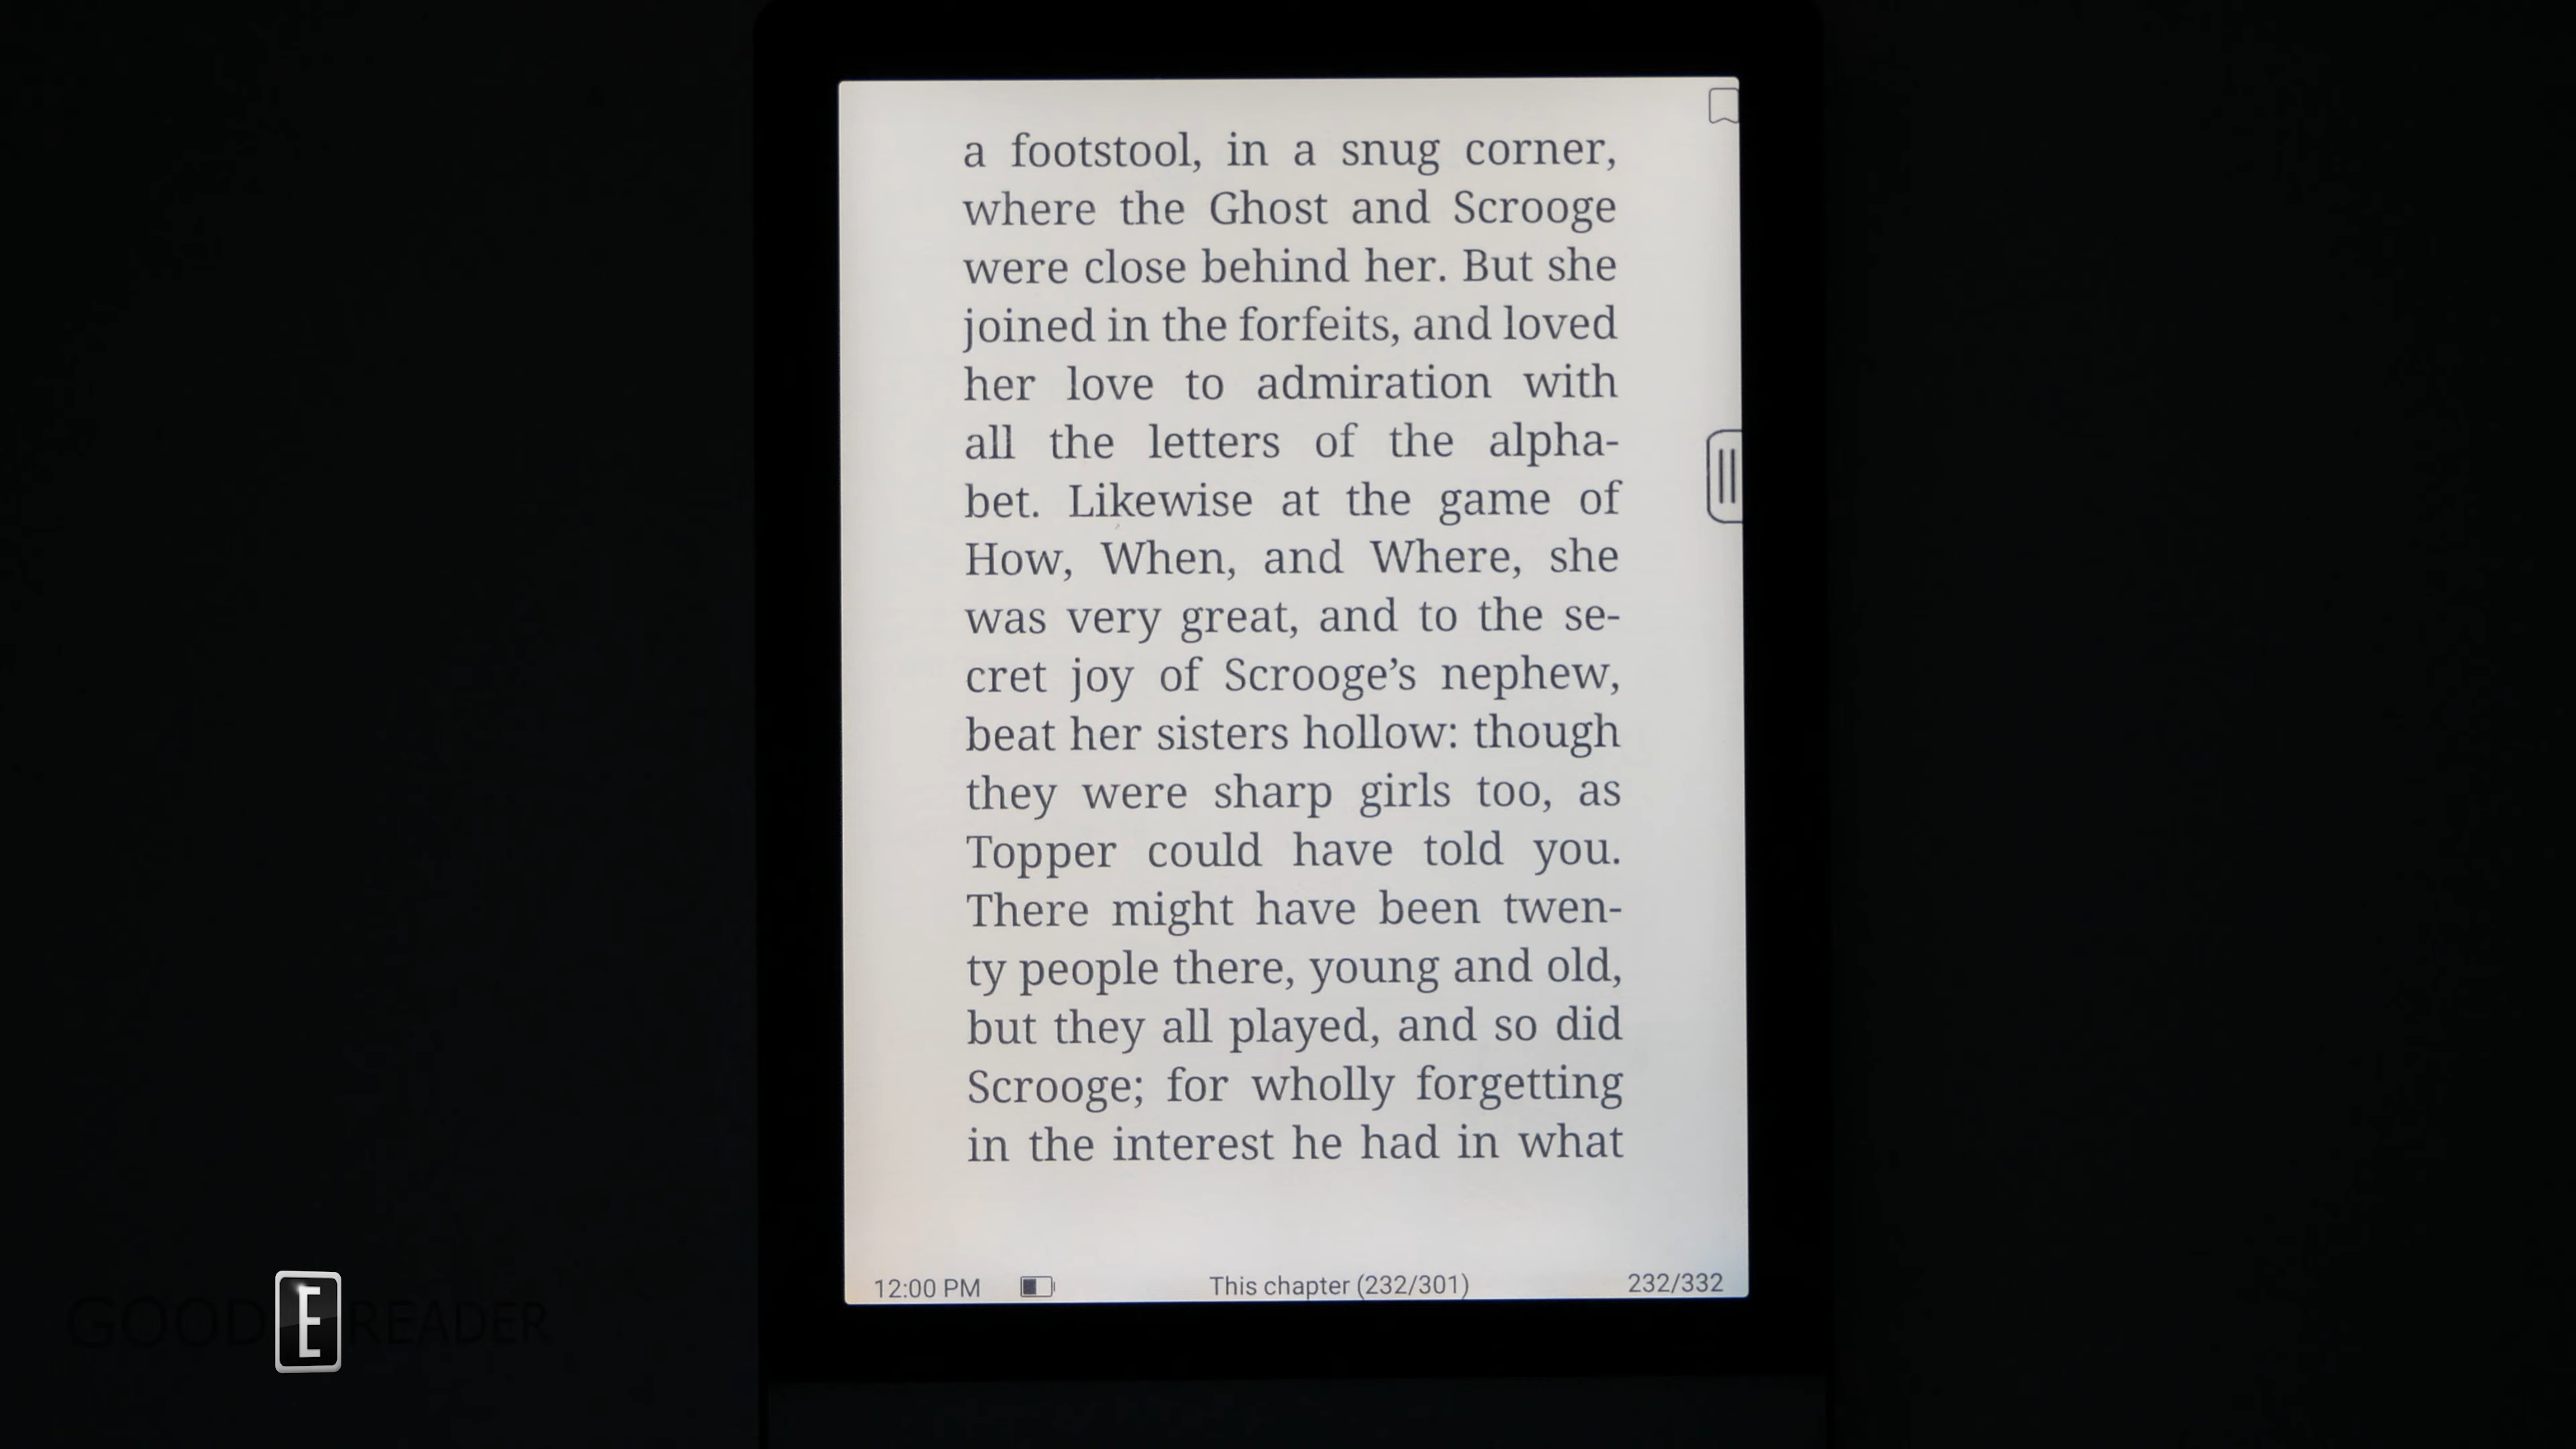 a footstool, in a snug corner,
where the Ghost and Scrooge
were close behind her. But she
joined in the forfeits, and loved
her love to admiration with
all the letters of the alpha-
bet. Likewise at the game of
How, When, and Where, she
was very great, and to the se-
cret joy of Scrooge’s nephew,
beat her sisters hollow: though
they were sharp girls too, as
Topper could have told you.
There might have been twen-
ty people there, young and old,
but they all played, and so did
Scrooge; for wholly forgetting
in the interest he had in what
12:00 PM This chapter (232/301) 232/332
GOOD E READER